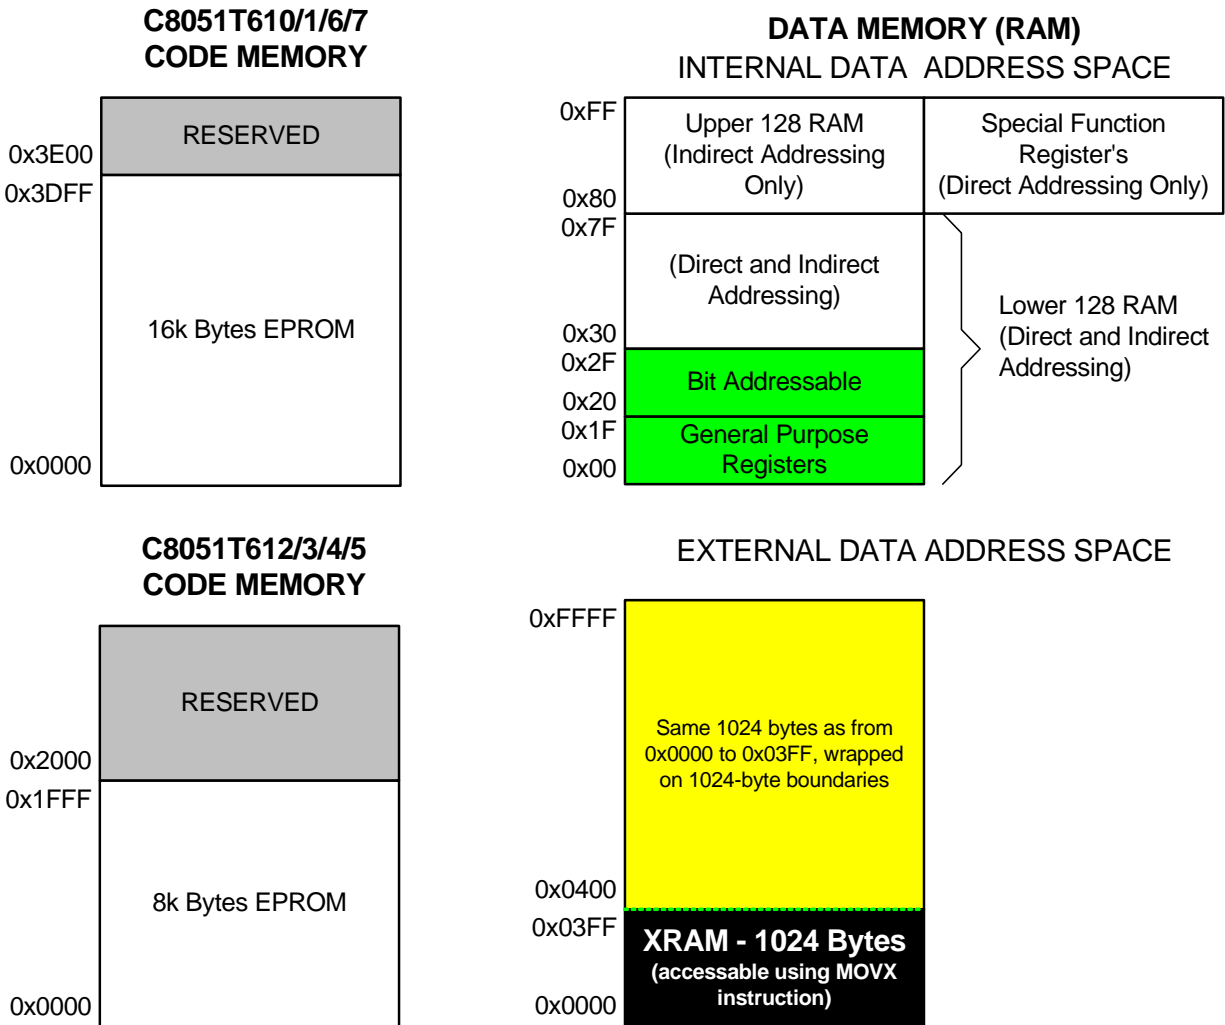 C8051T610/1/6/7
CODE MEMORY
RESERVED
0x3E00
0x3DFF
16k Bytes EPROM
0x0000
DATA MEMORY (RAM)
INTERNAL DATA ADDRESS SPACE
0xFF
Upper 128 RAM
(Indirect Addressing
Only)
0x80
Special Function
Register's
(Direct Addressing Only)
0x7F
(Direct and Indirect
Addressing)
0x30
0x2F
Bit Addressable
0x20
0x1F
General Purpose
Registers
0x00
Lower 128 RAM
(Direct and Indirect
Addressing)
C8051T612/3/4/5
CODE MEMORY
RESERVED
0x2000
0x1FFF
8k Bytes EPROM
0x0000
EXTERNAL DATA ADDRESS SPACE
0xFFFF
Same 1024 bytes as from
0x0000 to 0x03FF, wrapped
on 1024-byte boundaries
0x0400
0x03FF
XRAM - 1024 Bytes
(accessable using MOVX
instruction)
0x0000